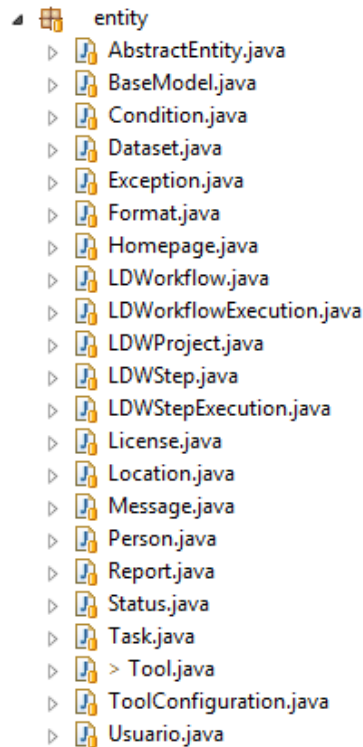 entity
AbstractEntity.java
BaseModel.java
Condition.java
Dataset.java
Exception.java
Format.java
Homepage.java
LDWorkflow.java
LDWorkflowExecution.java
LDWProject.java
LDWStep.java
LDWStepExecution.java
License.java
Location.java
Message.java
Person.java
Report.java
Status.java
Task.java
> Tool.java
ToolConfiguration.java
Usuario.java